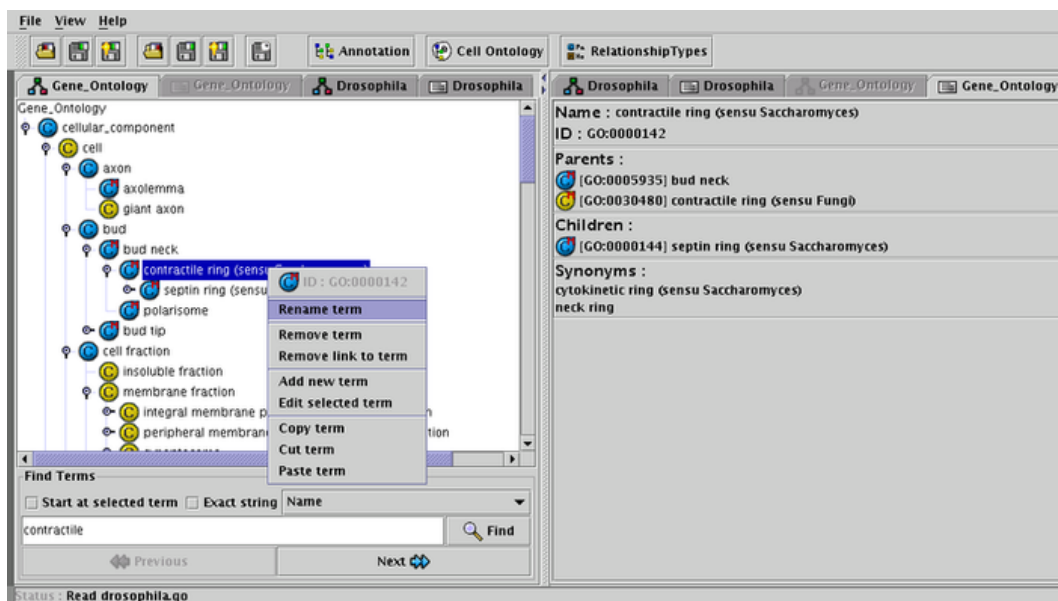 File View Help
Annotation Cell Ontology RelationshipTypes
Gene_Ontology Gene_Ontology Drosophila Drosophila
Gene_Ontology
cellular_component
cell
axon
axolemma
giant axon
bud
bud neck
contractile ring (sensu
septin ring (sensu
polarisome
bud tip
cell fraction
insoluble fraction
membrane fraction
integral membrane p
peripheral membran
tion
ID : GO:0000142
Rename term
Remove term
Remove link to term
Add new term
Edit selected term
Copy term
Cut term
Paste term
Find Terms
Start at selected term Exact string Name
contractile Find
Previous Next
Drosophila Drosophila Gene_Ontology Gene_Ontology
Name : contractile ring (sensu Saccharomyces)
ID : GO:0000142
Parents :
[GO:0005935] bud neck
[GO:0030480] contractile ring (sensu Fungi)
Children :
[GO:0000144] septin ring (sensu Saccharomyces)
Synonyms :
cytokinetic ring (sensu Saccharomyces)
neck ring
Status : Read drosophila.go